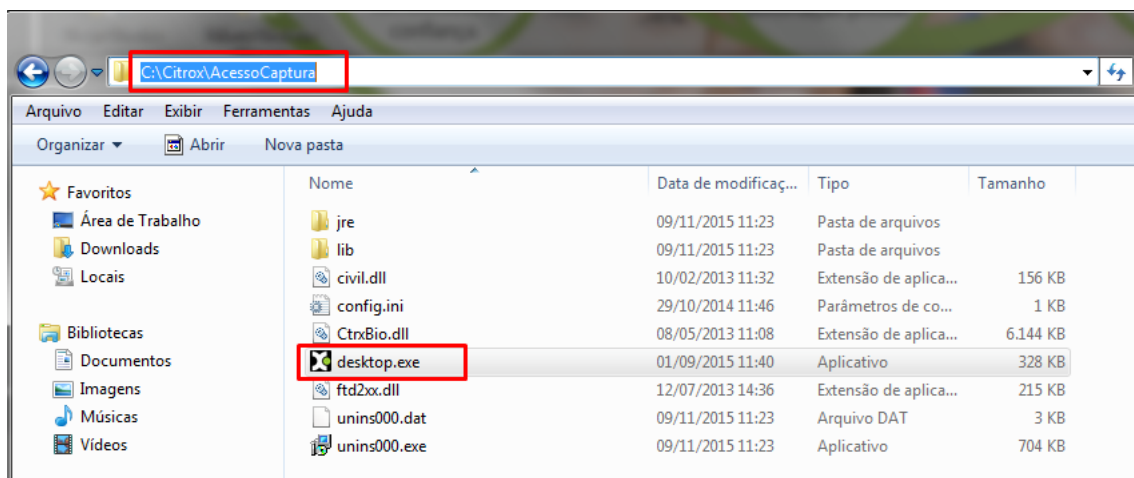 confiança
C:\Citrox\AcessoCaptura
Arquivo Editar Exibir Ferramentas Ajuda
Organizar Abrir Nova pasta
Favoritos
Área de Trabalho
Downloads
Locais
Bibliotecas
Documentos
Imagens
Músicas
Vídeos
Nome Data de modificaç... Tipo Tamanho
jre 09/11/2015 11:23 Pasta de arquivos
lib 09/11/2015 11:23 Pasta de arquivos
civil.dll 10/02/2013 11:32 Extensão de aplica... 156 KB
config.ini 29/10/2014 11:46 Parâmetros de co... 1 KB
CtrxBio.dll 08/05/2013 11:08 Extensão de aplica... 6.144 KB
desktop.exe 01/09/2015 11:40 Aplicativo 328 KB
ftd2xx.dll 12/07/2013 14:36 Extensão de aplica... 215 KB
unins000.dat 09/11/2015 11:23 Arquivo DAT 3 KB
unins000.exe 09/11/2015 11:23 Aplicativo 704 KB